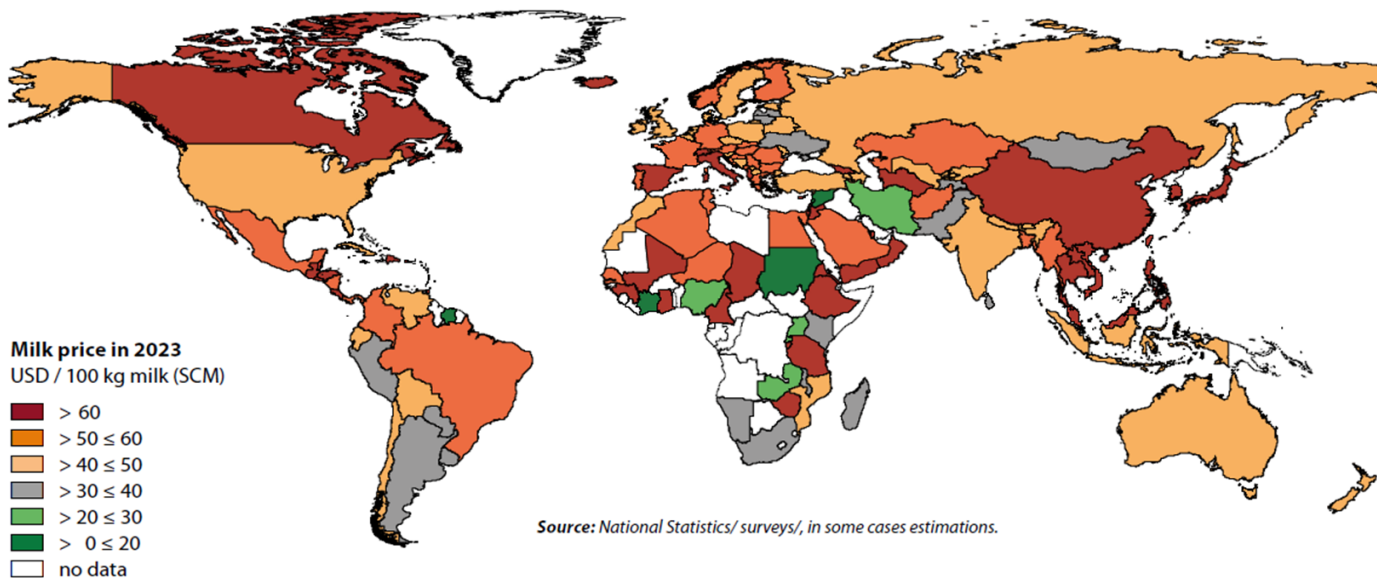 Milk price in 2023
USD / 100 kg milk (SCM)
> 60
> 50 ≤ 60
> 40 ≤ 50
> 30 ≤ 40
> 20 ≤ 30
> 0 ≤ 20
no data
Source: National Statistics/ surveys/, in some cases estimations.